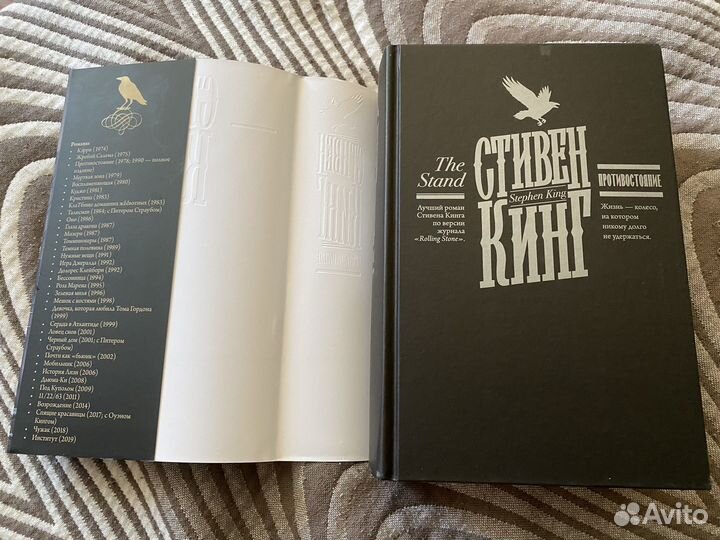 Романы
• Кэрри (1974)
• Жребий Салема (1975)
• Противостояние (1978; 1990 — полное
издание)
• Мертвая зона (1979)
• Воспламеняющая (1980)
• Куджо (1981)
• Кристина (1983)
• КлаТбище домашних жЫвотных (1983)
• Талисман (1984; с Питером Страубом)
• Оно (1986)
• Глаза дракона (1987)
• Мизери (1987)
• Томминокеры (1987)
• Темная половина (1989)
• Нужные вещи (1991)
• Игра Джералда (1992)
• Долорес Клейборн (1992)
• Бессонница (1994)
• Роза Марена (1995)
• Зеленая миля (1996)
• Мешок с костями (1998)
• Девочка, которая любила Тома Гордона
(1999)
• Сердца в Атлантиде (1999)
• Ловец снов (2001)
• Черный дом (2001; с Питером
Страубом)
• Почти как «бьюик» (2002)
• Мобильник (2006)
• История Лизи (2006)
• Дьюма-Ки (2008)
• Под Куполом (2009)
• 11/22/63 (2011)
• Возрождение (2014)
• Спящие красавицы (2017; с Оуэном
Кингом)
• Чужак (2018)
• Институт (2019)
The
Stand
Лучший роман
Стивена Кинга
по версии
журнала
«Rolling Stone».
СТИВЕН
Stephen King
КИНГ
ПРОТИВОСТОЯНИЕ
Жизнь — колесо,
на котором
никому долго
не удержаться.
Avito